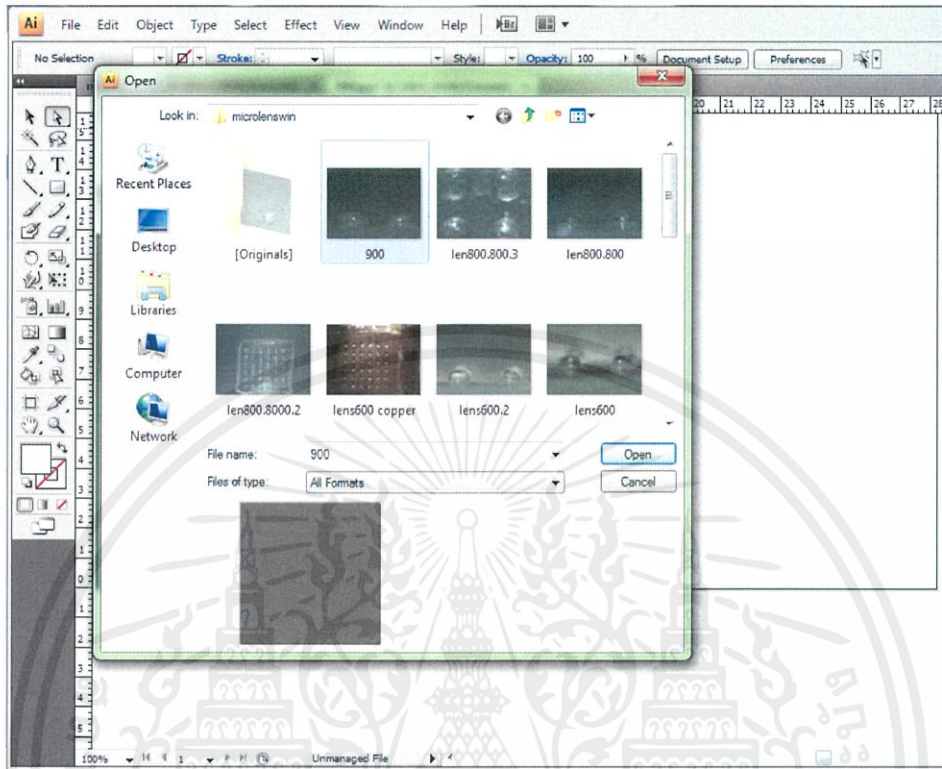 Ai File Edit Object Type Select Effect View Window Help Br
No Selection Stroke: Style: Opacity: 100 % Document Setup Preferences
Ai Open
Look in: microlenswin
20 21 22 23 24 25 26 27 28
Recent Places
Desktop
Libraries
Computer
Network
[Originals] 900 len800.800.3 len800.800
len800.8000.2 lens600 copper lens600.2 lens600
File name: 900 Open
Files of type: All Formats Cancel
100% 1 Unmanaged File